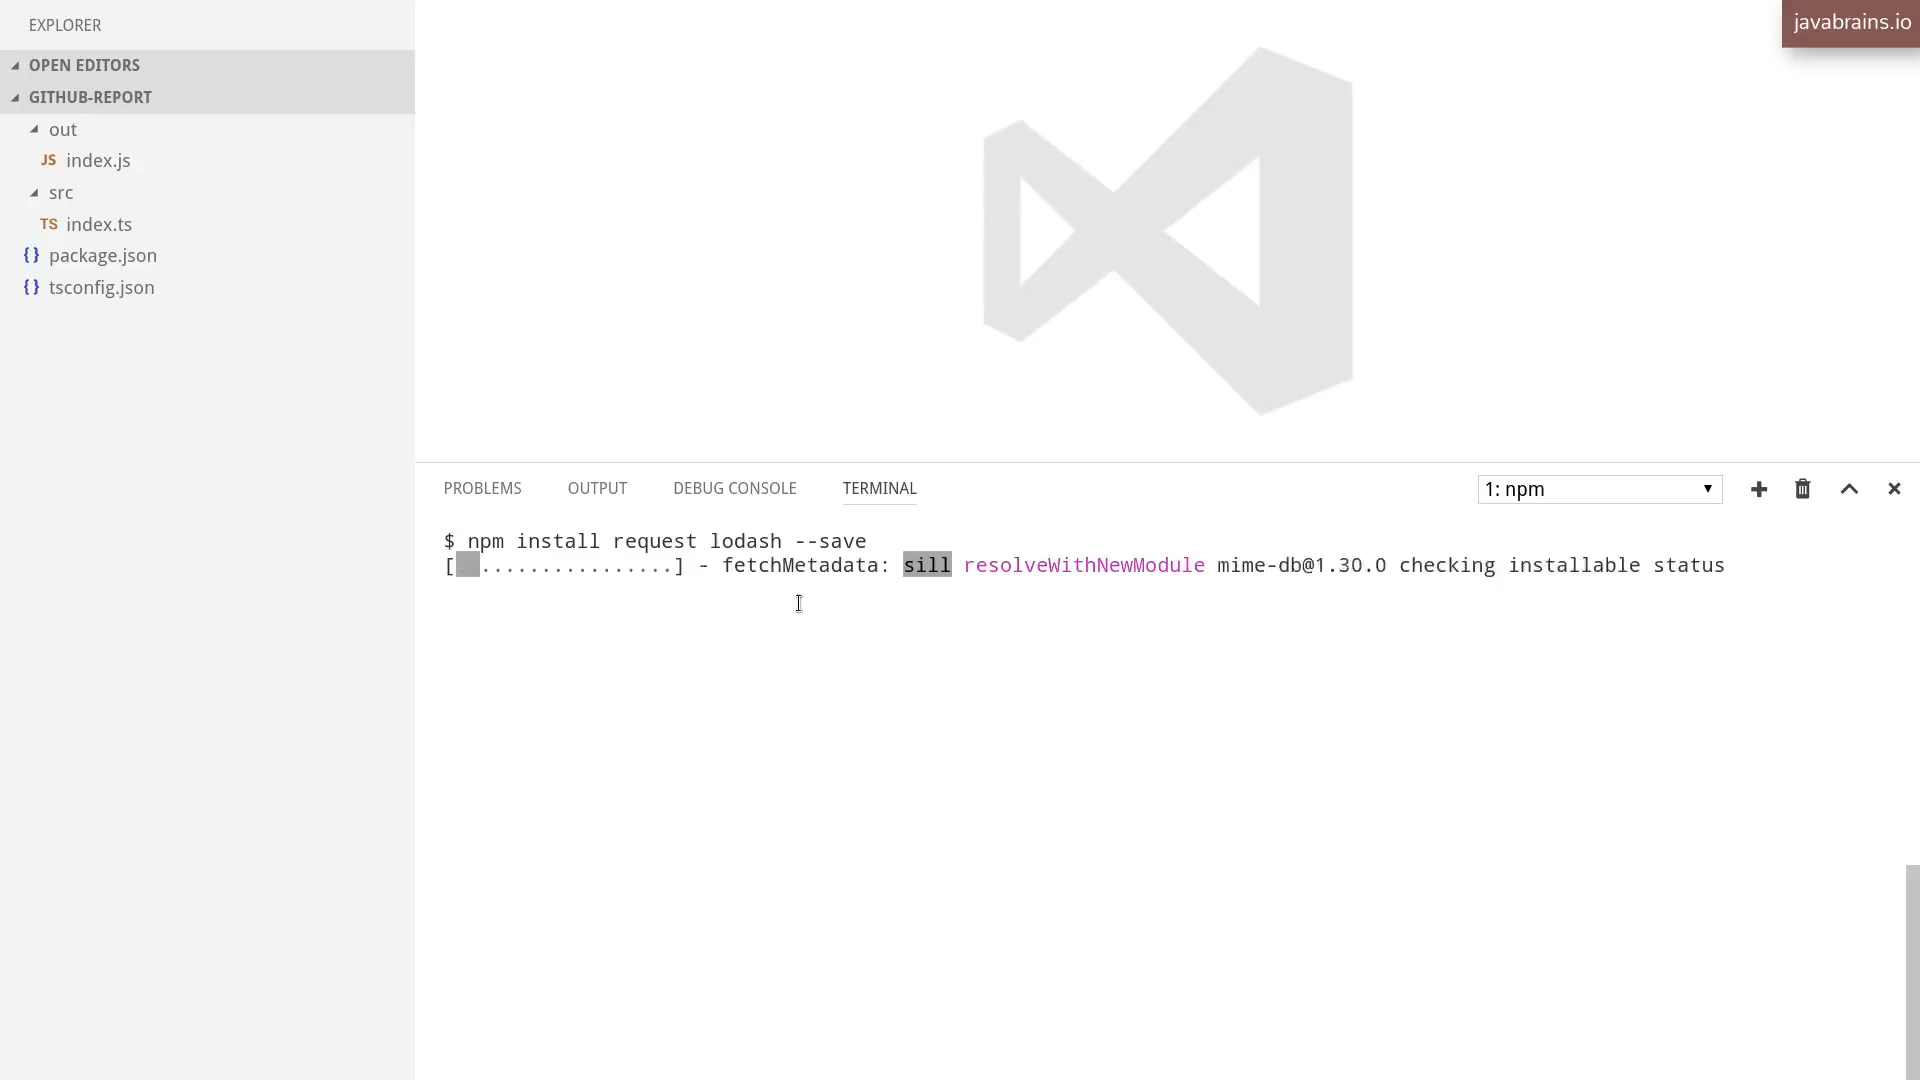 EXPLORER
OPEN EDITORS
GITHUB-REPORT
out
JS index.js
src
TS index.ts
{} package.json
{} tsconfig.json
javabrains.io
PROBLEMS OUTPUT DEBUG CONSOLE TERMINAL 1: npm
$ npm install request lodash --save
[ ................] - fetchMetadata: sill resolveWithNewModule mime-db@1.30.0 checking installable status